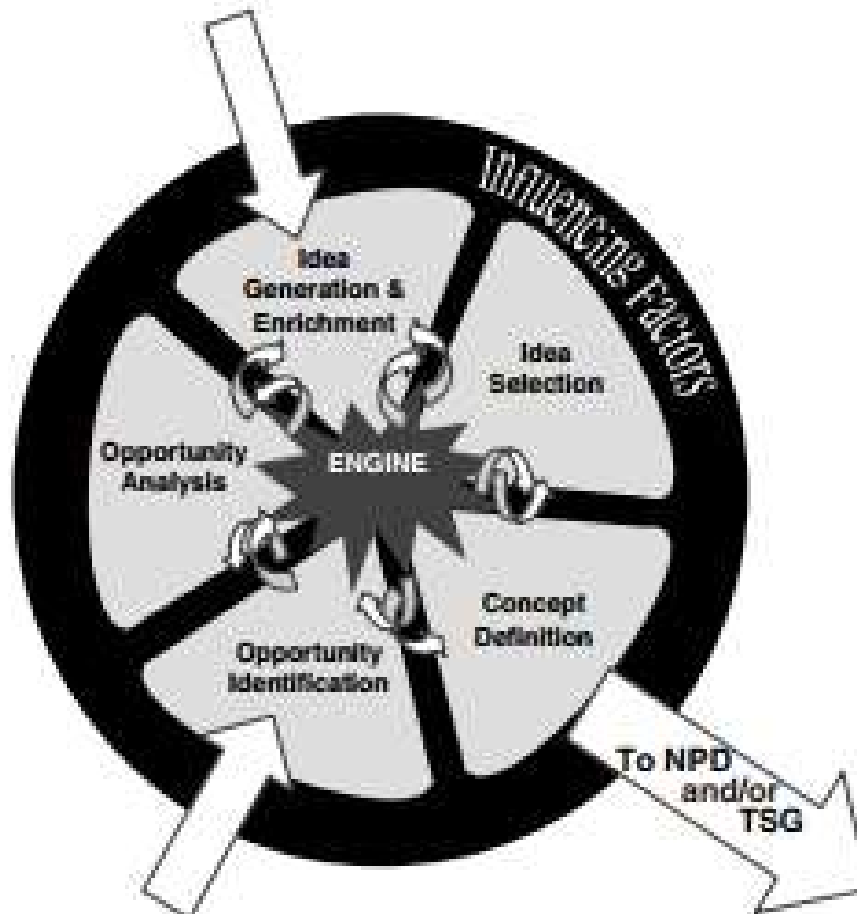 Influencing Factors
Idea
Generation &
Enrichment
Idea
Selection
ENGINE
Opportunity
Analysis
Concept
Definition
Opportunity
Identification
To NPD
and/or
TSG